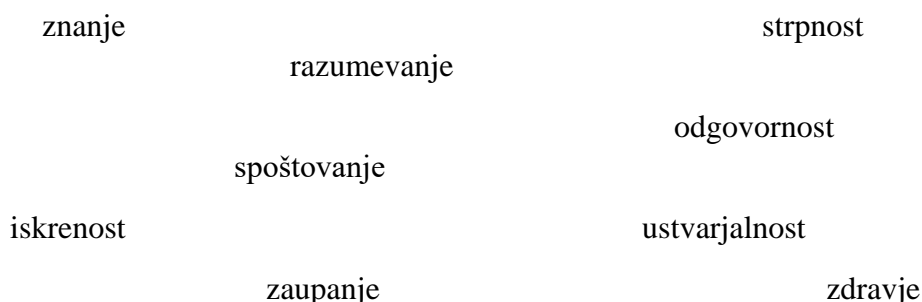 znanje strpnost
razumevanje
odgovornost
spoštovanje
iskrenost ustvarjalnost
zaupanje zdravje